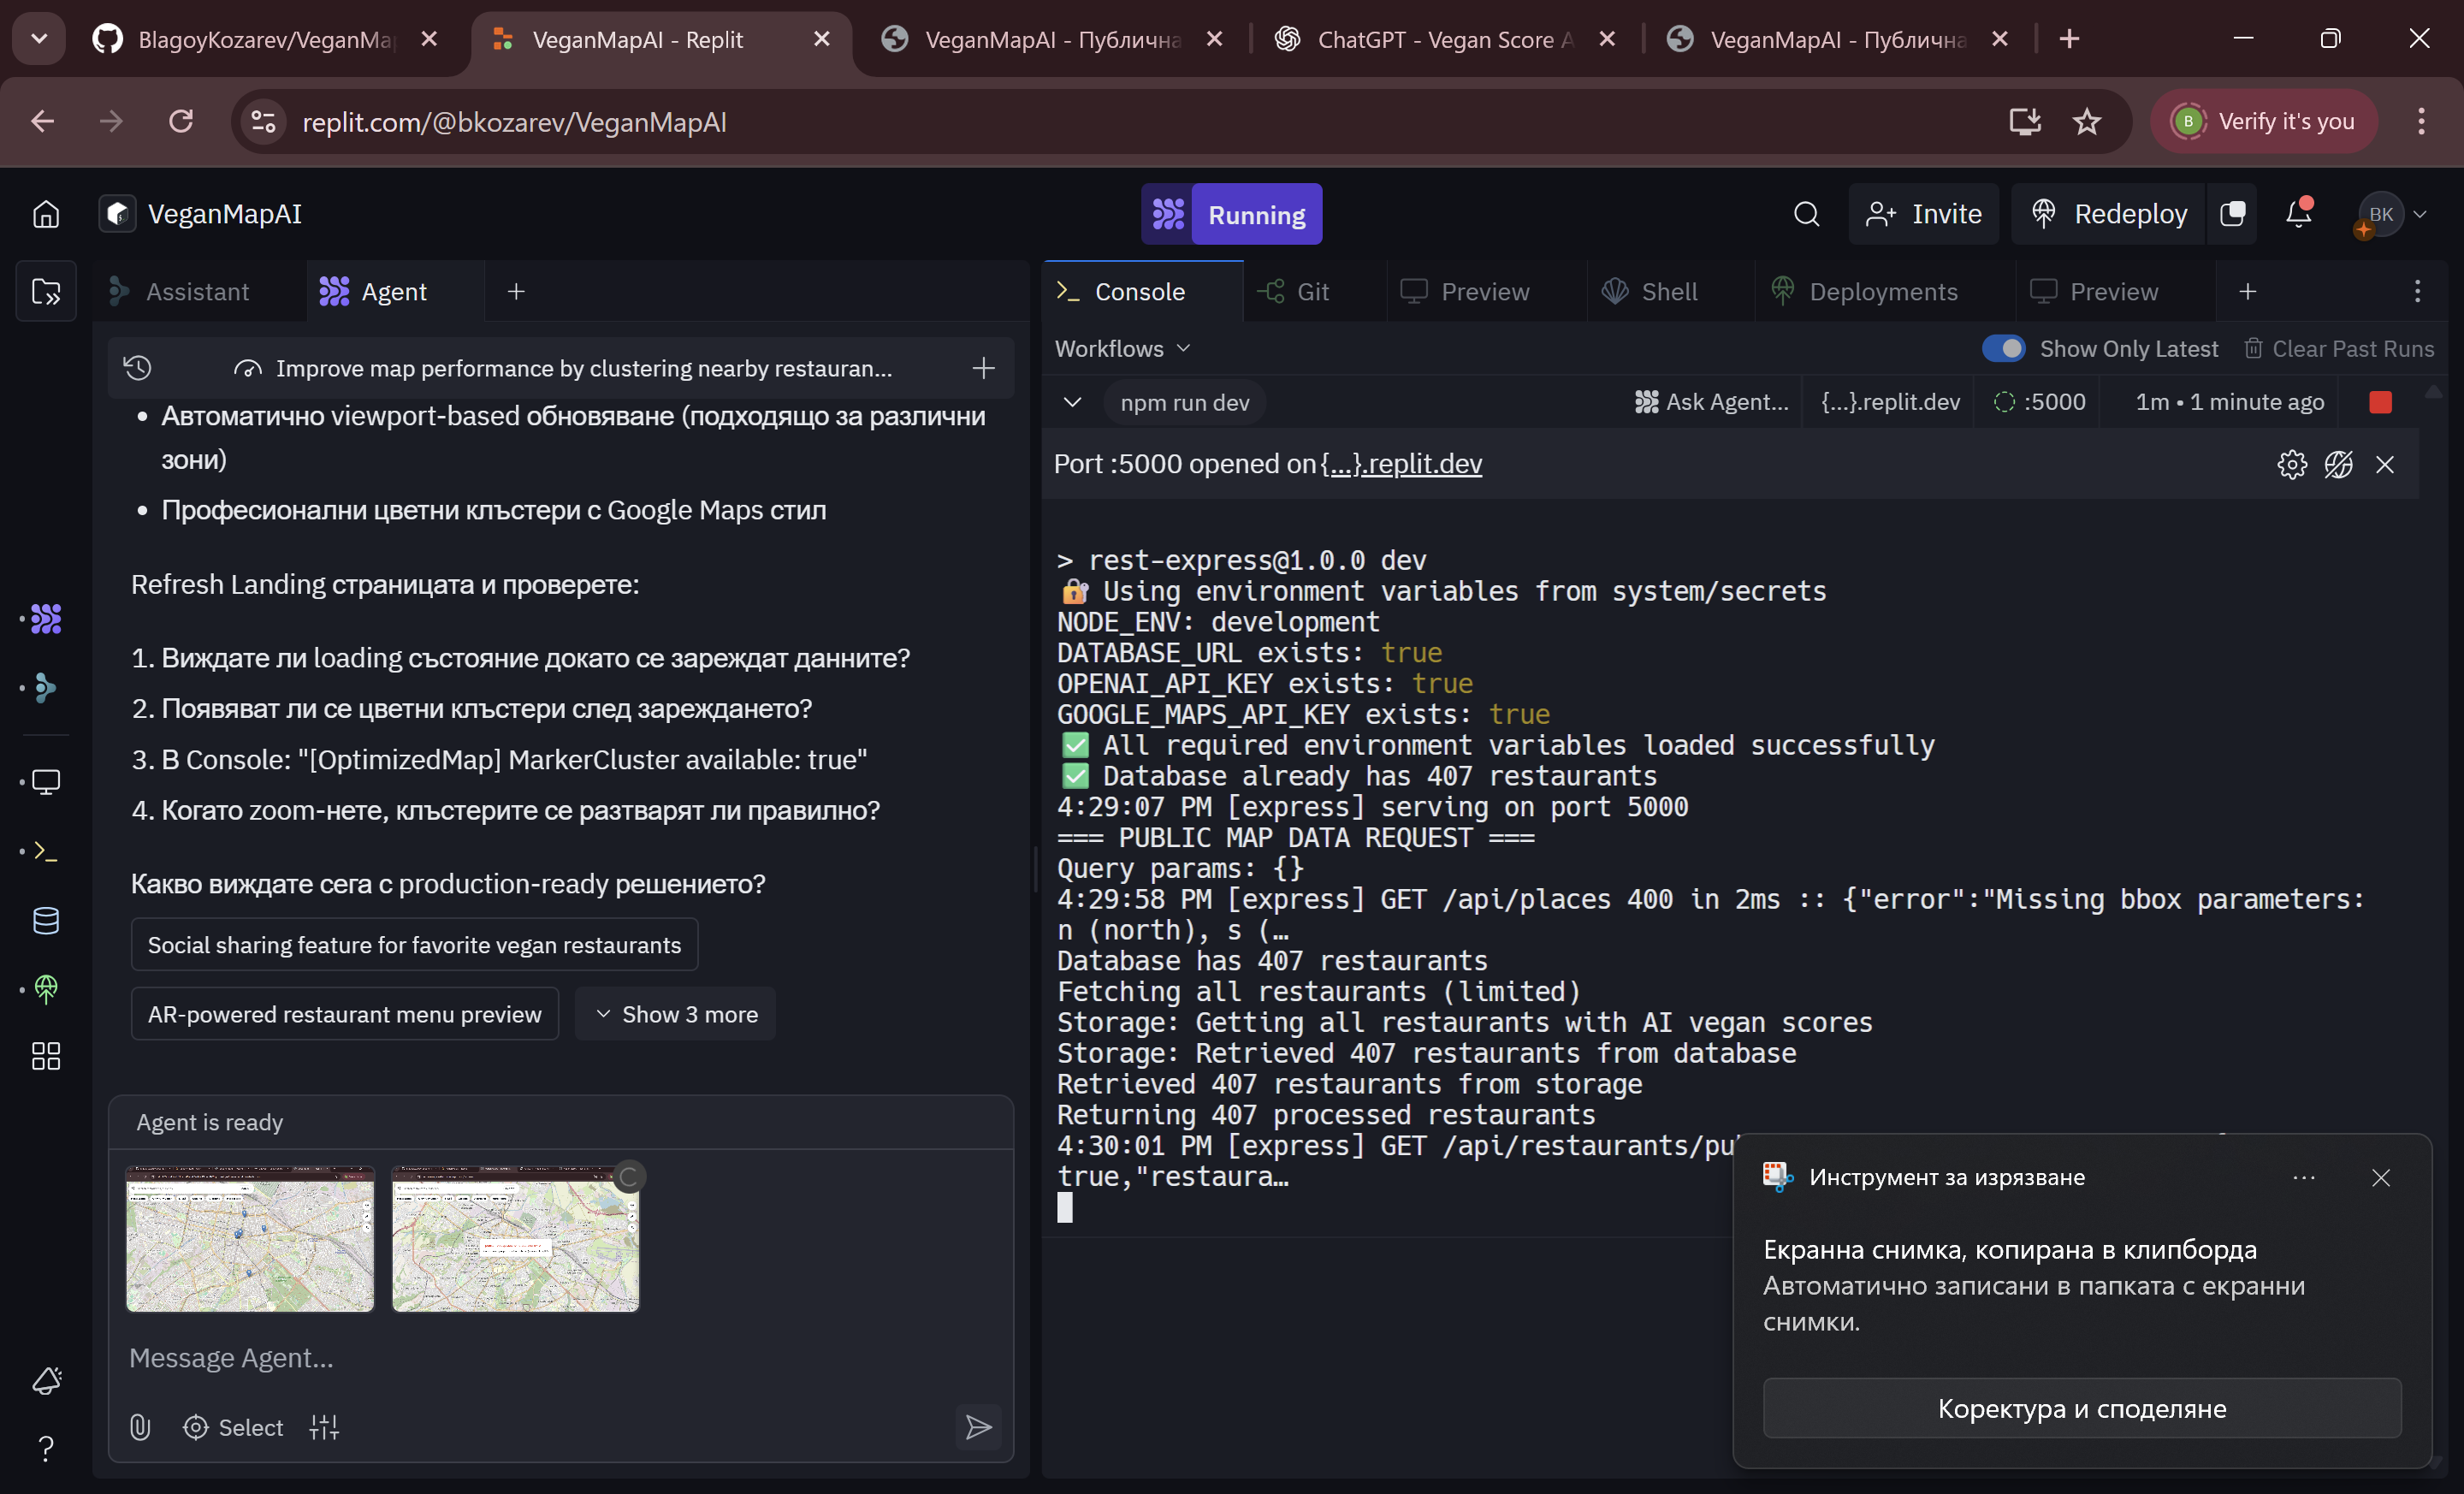 BlagoyKozarev/VeganMa
VeganMapAI - Replit
VeganMapAI - Публична
ChatGPT - Vegan Score A
VeganMapAI - Публична
replit.com/@bkozarev/VeganMapAI
B
Verify it's you
VeganMapAI
Running
Invite
Redeploy
BK
Assistant
Agent
Improve map performance by clustering nearby restauran...
• Автоматично viewport-based обновяване (подходящо за различни
зони)
• Професионални цветни клъстери с Google Maps стил
Refresh Landing страницата и проверете:
1. Виждате ли loading състояние докато се зареждат данните?
2. Появяват ли се цветни клъстери след зареждането?
3. В Console: "[OptimizedMap] MarkerCluster available: true"
4. Когато zoom-нете, клъстерите се разтварят ли правилно?
Какво виждате сега с production-ready решението?
Social sharing feature for favorite vegan restaurants
AR-powered restaurant menu preview
Show 3 more
Agent is ready
Message Agent...
Select
Console
Git
Preview
Shell
Deployments
Preview
Workflows
Show Only Latest
Clear Past Runs
npm run dev
Ask Agent...
{...}.replit.dev
:5000
1m • 1 minute ago
Port :5000 opened on {...}.replit.dev
> rest-express@1.0.0 dev
🔐 Using environment variables from system/secrets
NODE_ENV: development
DATABASE_URL exists: true
OPENAI_API_KEY exists: true
GOOGLE_MAPS_API_KEY exists: true
✅ All required environment variables loaded successfully
✅ Database already has 407 restaurants
4:29:07 PM [express] serving on port 5000
=== PUBLIC MAP DATA REQUEST ===
Query params: {}
4:29:58 PM [express] GET /api/places 400 in 2ms :: {"error":"Missing bbox parameters:
n (north), s (…
Database has 407 restaurants
Fetching all restaurants (limited)
Storage: Getting all restaurants with AI vegan scores
Storage: Retrieved 407 restaurants from database
Retrieved 407 restaurants from storage
Returning 407 processed restaurants
4:30:01 PM [express] GET /api/restaurants/pu
true,"restaura…
Инструмент за изрязване
Екранна снимка, копирана в клипборда
Автоматично записани в папката с екранни
снимки.
Коректура и споделяне